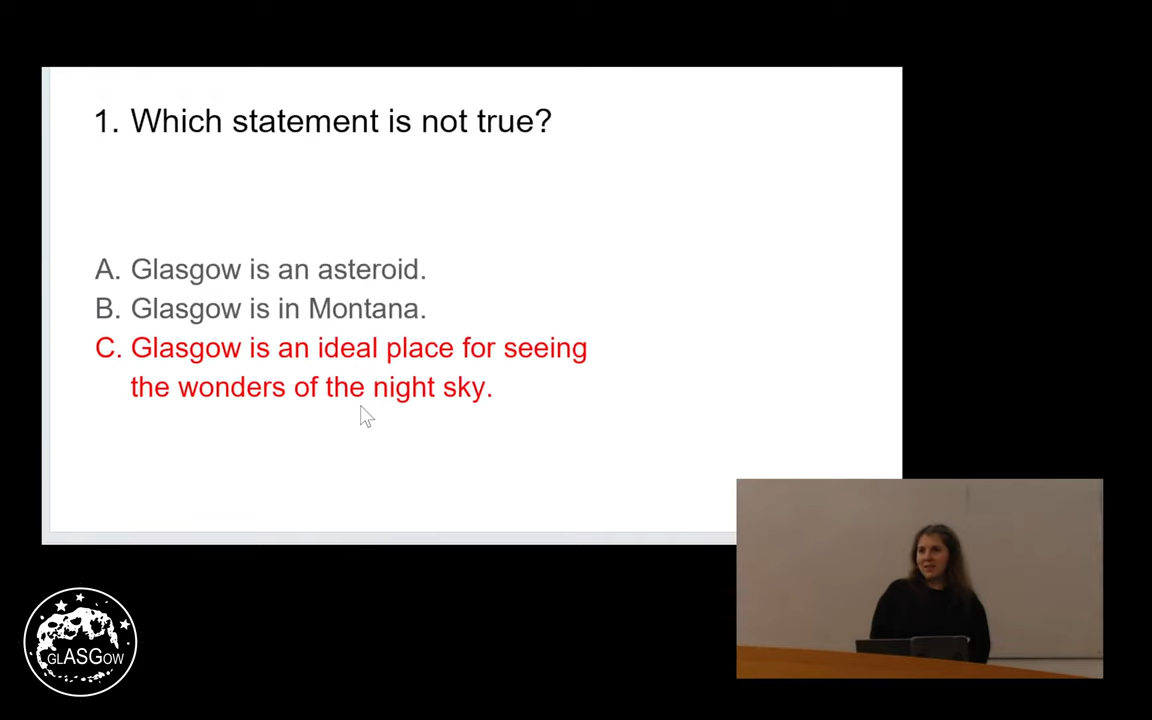 1. Which statement is not true?
A. Glasgow is an asteroid.
B. Glasgow is in Montana.
C. Glasgow is an ideal place for seeing
the wonders of the night sky.
GLASGOW